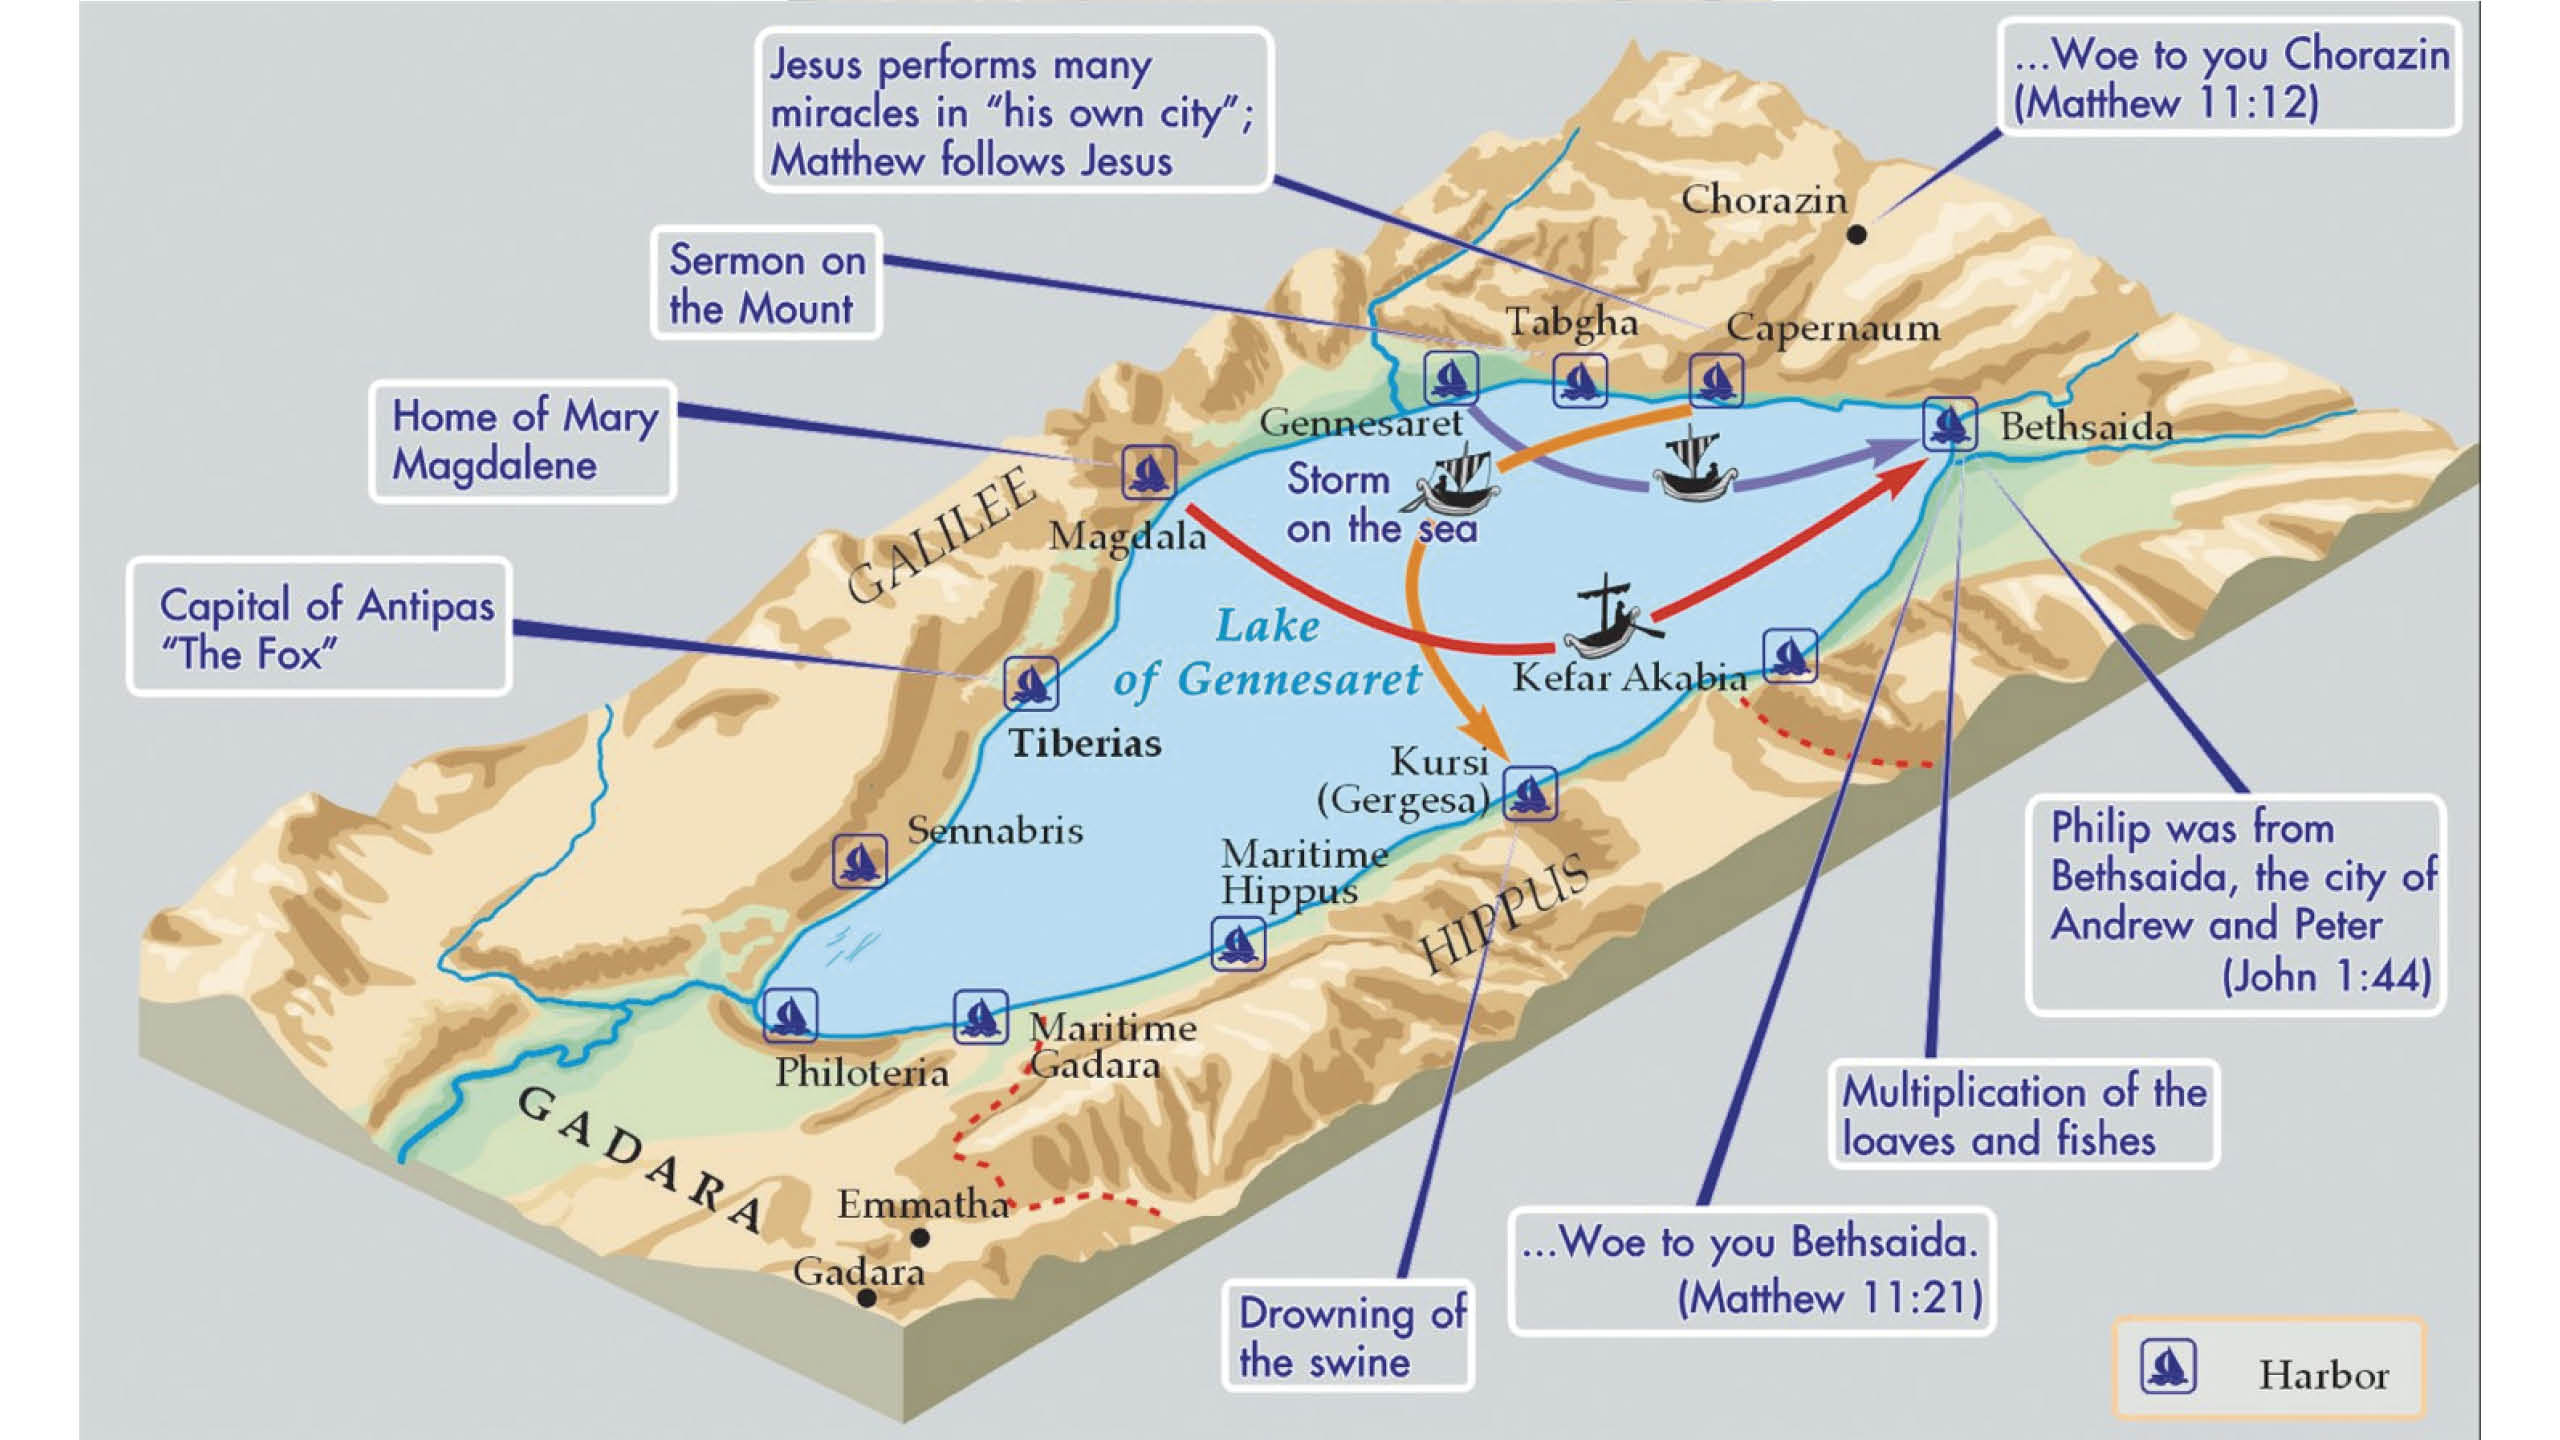 Jesus performs many
miracles in “his own city”;
Matthew follows Jesus
...Woe to you Chorazin
(Matthew 11:12)
Sermon on
the Mount
Chorazin
Tabgha
Capernaum
Home of Mary
Magdalene
Gennesaret
Bethsaida
Storm
on the sea
GALILEE
Magdala
Capital of Antipas
“The Fox”
Lake
of Gennesaret
Kefar Akabia
Tiberias
Kursi
(Gergesa)
Sennabris
Maritime
Hippus
HIPPUS
Philip was from
Bethsaida, the city of
Andrew and Peter
(John 1:44)
Maritime
Gadara
Philoteria
GADARA
Multiplication of the
loaves and fishes
Emmatha
Gadara
...Woe to you Bethsaida.
(Matthew 11:21)
Drowning of
the swine
Harbor